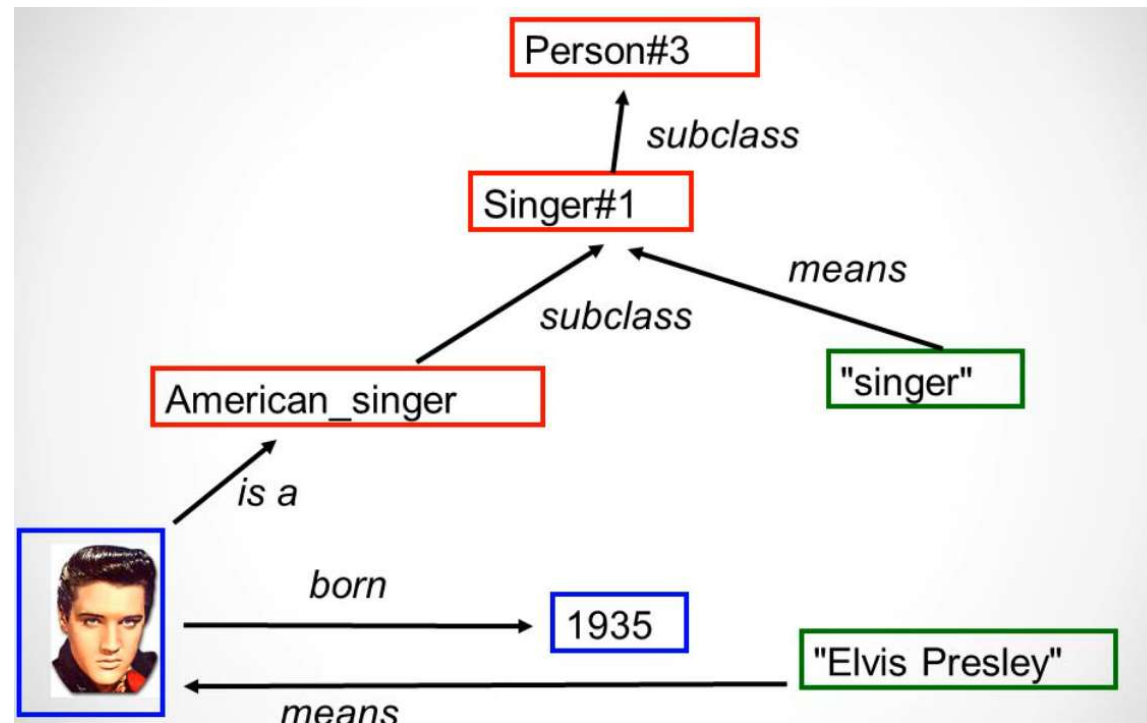 Person#3
subclass
Singer#1
means
subclass
"singer"
American_singer
is a
born
1935
"Elvis Presley"
means